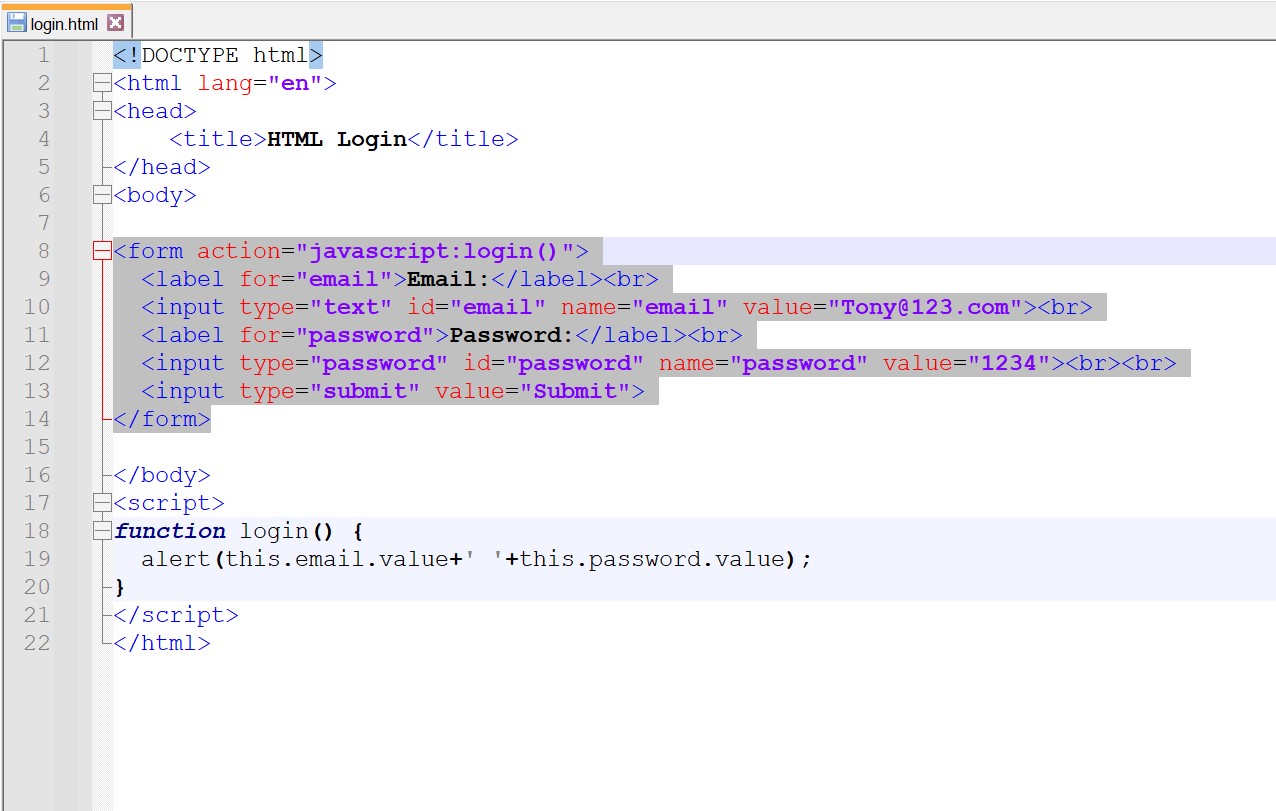 login.html
1 <!DOCTYPE html>
2 <html lang="en">
3 <head>
4     <title>HTML Login</title>
5 </head>
6 <body>
7
8 <form action="javascript:login()">
9   <label for="email">Email:</label><br>
10   <input type="text" id="email" name="email" value="Tony@123.com"><br>
11   <label for="password">Password:</label><br>
12   <input type="password" id="password" name="password" value="1234"><br><br>
13   <input type="submit" value="Submit">
14 </form>
15
16 </body>
17 <script>
18 function login() {
19   alert(this.email.value+' '+this.password.value);
20 }
21 </script>
22 </html>